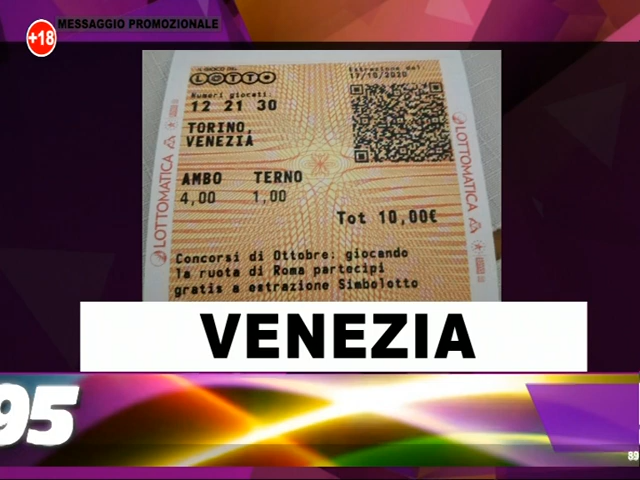 MESSAGGIO PROMOZIONALE
+18
IL GIOCO DEL
LOTTO
Estrazione del
17/10/2020
Numeri giocati:
12 21 30
TORINO,
VENEZIA
AMBO TERNO
4,00 1,00
Tot 10,00€
Concorsi di Ottobre: giocando
la ruota di Roma partecipi
gratis a estrazione Simbolotto
LOTTOMATICA
LOTTOMATICA
VENEZIA
95
89